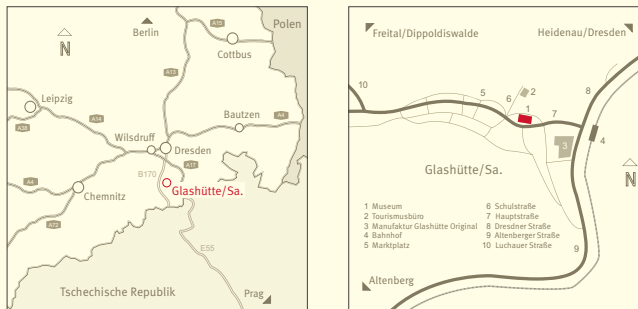 Berlin
Polen
A15
Cottbus
N
A13
Leipzig
A14
Bautzen
A4
A38
Wilsdruff
Dresden
A17
B170
A4
Chemnitz
Glashütte/Sa.
A72
E55
Tschechische Republik
Prag
Freital/Dippoldiswalde
Heidenau/Dresden
N
10
5
6
2
1
7
8
3
4
9
Glashütte/Sa.
1 Museum
2 Tourismusbüro
3 Manufaktur Glashütte Original
4 Bahnhof
5 Marktplatz
6 Schulstraße
7 Hauptstraße
8 Dresdner Straße
9 Altenberger Straße
10 Luchauer Straße
Altenberg